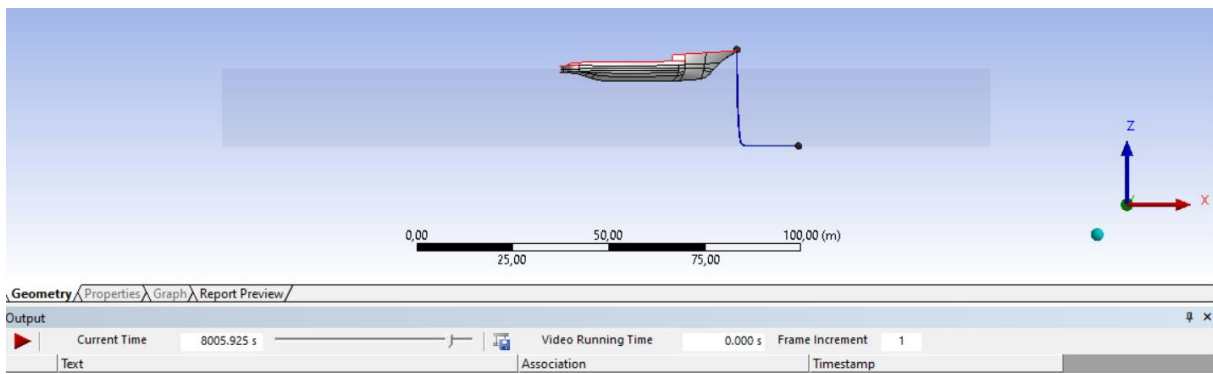 Z
X
0,00 50,00 100,00 (m)
25,00 75,00
Geometry Properties Graph Report Preview
Output
Current Time 8005.925 s Video Running Time 0.000 s Frame Increment 1
Text Association Timestamp